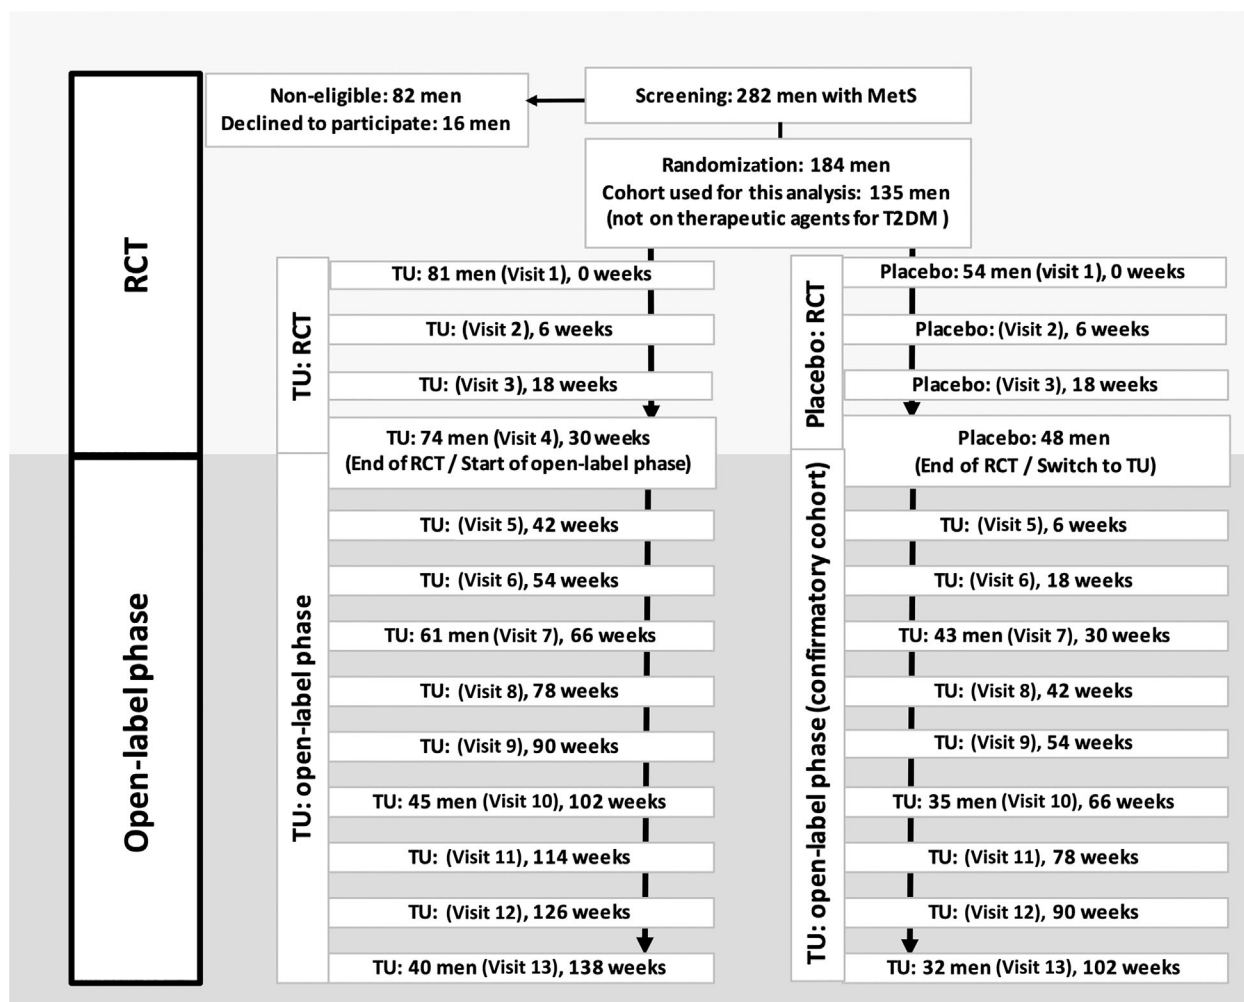 RCT
Open-label phase
Non-eligible: 82 men
Declined to participate: 16 men
Screening: 282 men with MetS
Randomization: 184 men
Cohort used for this analysis: 135 men
(not on therapeutic agents for T2DM )
TU: RCT
TU: 81 men (Visit 1), 0 weeks
TU: (Visit 2), 6 weeks
TU: (Visit 3), 18 weeks
TU: 74 men (Visit 4), 30 weeks
(End of RCT / Start of open-label phase)
TU: open-label phase
TU: (Visit 5), 42 weeks
TU: (Visit 6), 54 weeks
TU: 61 men (Visit 7), 66 weeks
TU: (Visit 8), 78 weeks
TU: (Visit 9), 90 weeks
TU: 45 men (Visit 10), 102 weeks
TU: (Visit 11), 114 weeks
TU: (Visit 12), 126 weeks
TU: 40 men (Visit 13), 138 weeks
Placebo: RCT
Placebo: 54 men (visit 1), 0 weeks
Placebo: (Visit 2), 6 weeks
Placebo: (Visit 3), 18 weeks
Placebo: 48 men
(End of RCT / Switch to TU)
TU: open-label phase (confirmatory cohort)
TU: (Visit 5), 6 weeks
TU: (Visit 6), 18 weeks
TU: 43 men (Visit 7), 30 weeks
TU: (Visit 8), 42 weeks
TU: (Visit 9), 54 weeks
TU: 35 men (Visit 10), 66 weeks
TU: (Visit 11), 78 weeks
TU: (Visit 12), 90 weeks
TU: 32 men (Visit 13), 102 weeks